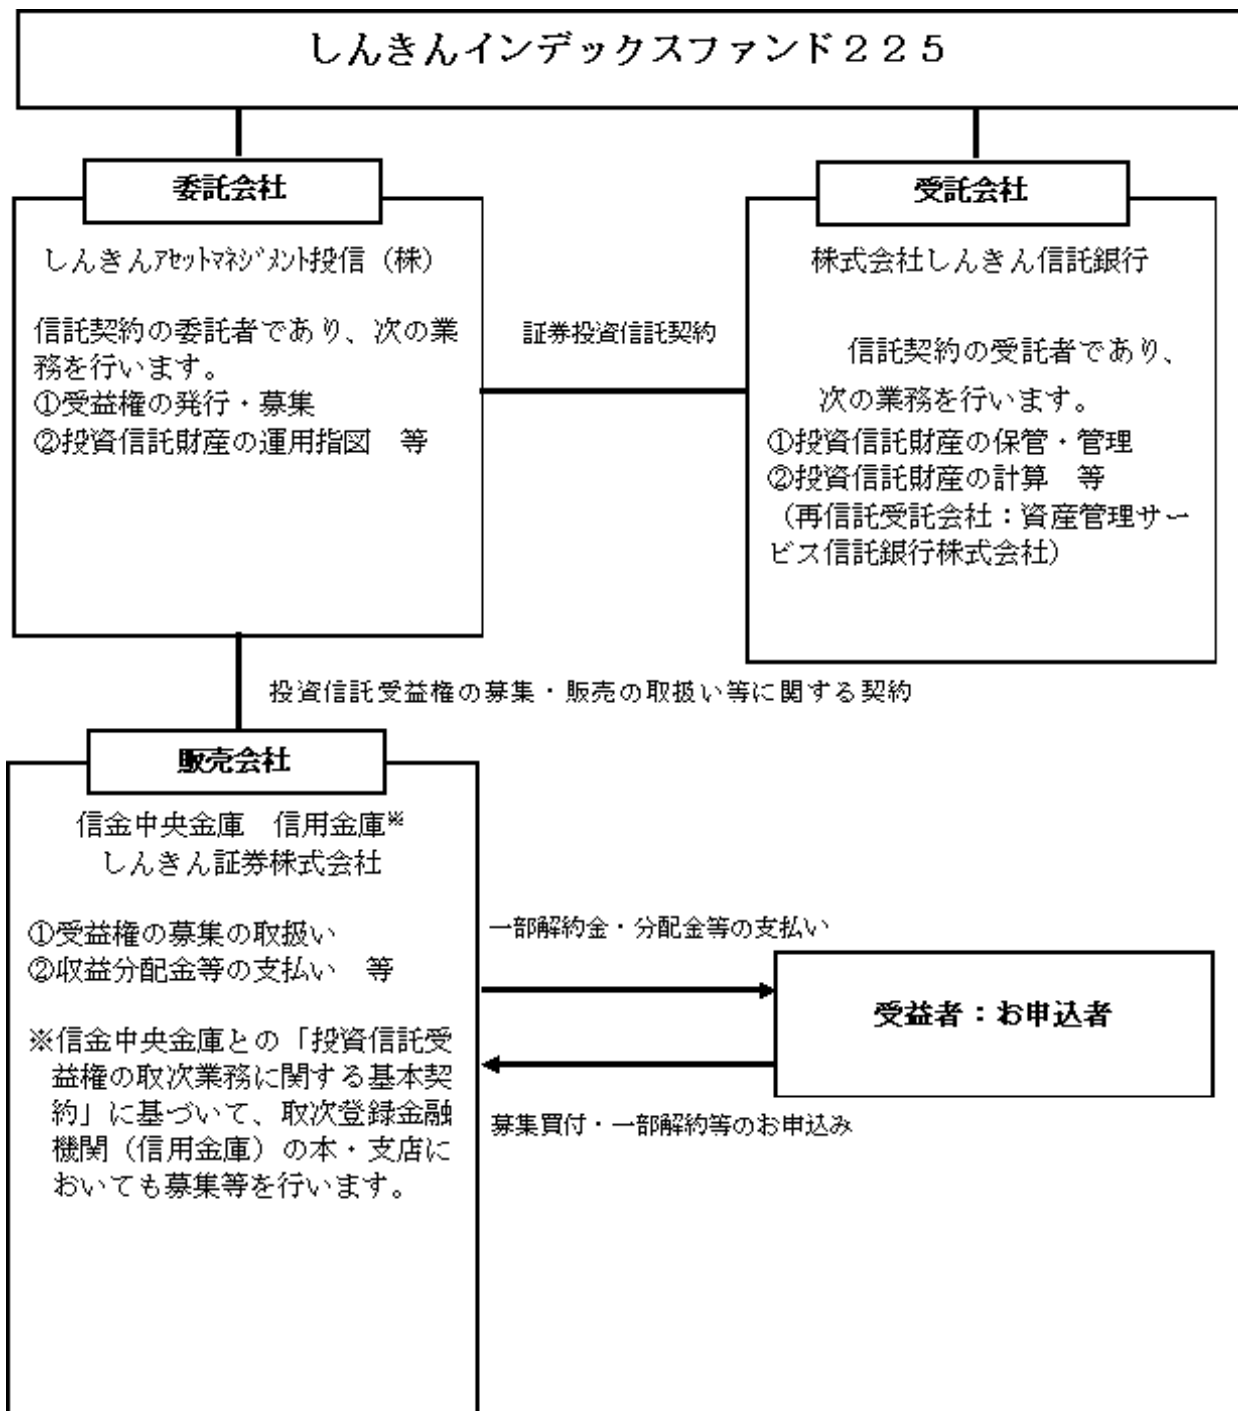 しんきんインデックスファンド２２５
委託会社
しんきんｱｾｯﾄﾏﾈｼﾞﾒﾝﾄ投信（株）
信託契約の委託者であり、次の業
務を行います。
①受益権の発行・募集
②投資信託財産の運用指図　等
証券投資信託契約
受託会社
株式会社しんきん信託銀行
信託契約の受託者であり、
次の業務を行います。
①投資信託財産の保管・管理
②投資信託財産の計算　等
（再信託受託会社：資産管理サー
ビス信託銀行株式会社）
投資信託受益権の募集・販売の取扱い等に関する契約
販売会社
信金中央金庫　信用金庫※
しんきん証券株式会社
①受益権の募集の取扱い
②収益分配金等の支払い　等
※信金中央金庫との「投資信託受
益権の取次業務に関する基本契
約」に基づいて、取次登録金融
機関（信用金庫）の本・支店に
おいても募集等を行います。
一部解約金・分配金等の支払い
受益者：お申込者
募集買付・一部解約等のお申込み